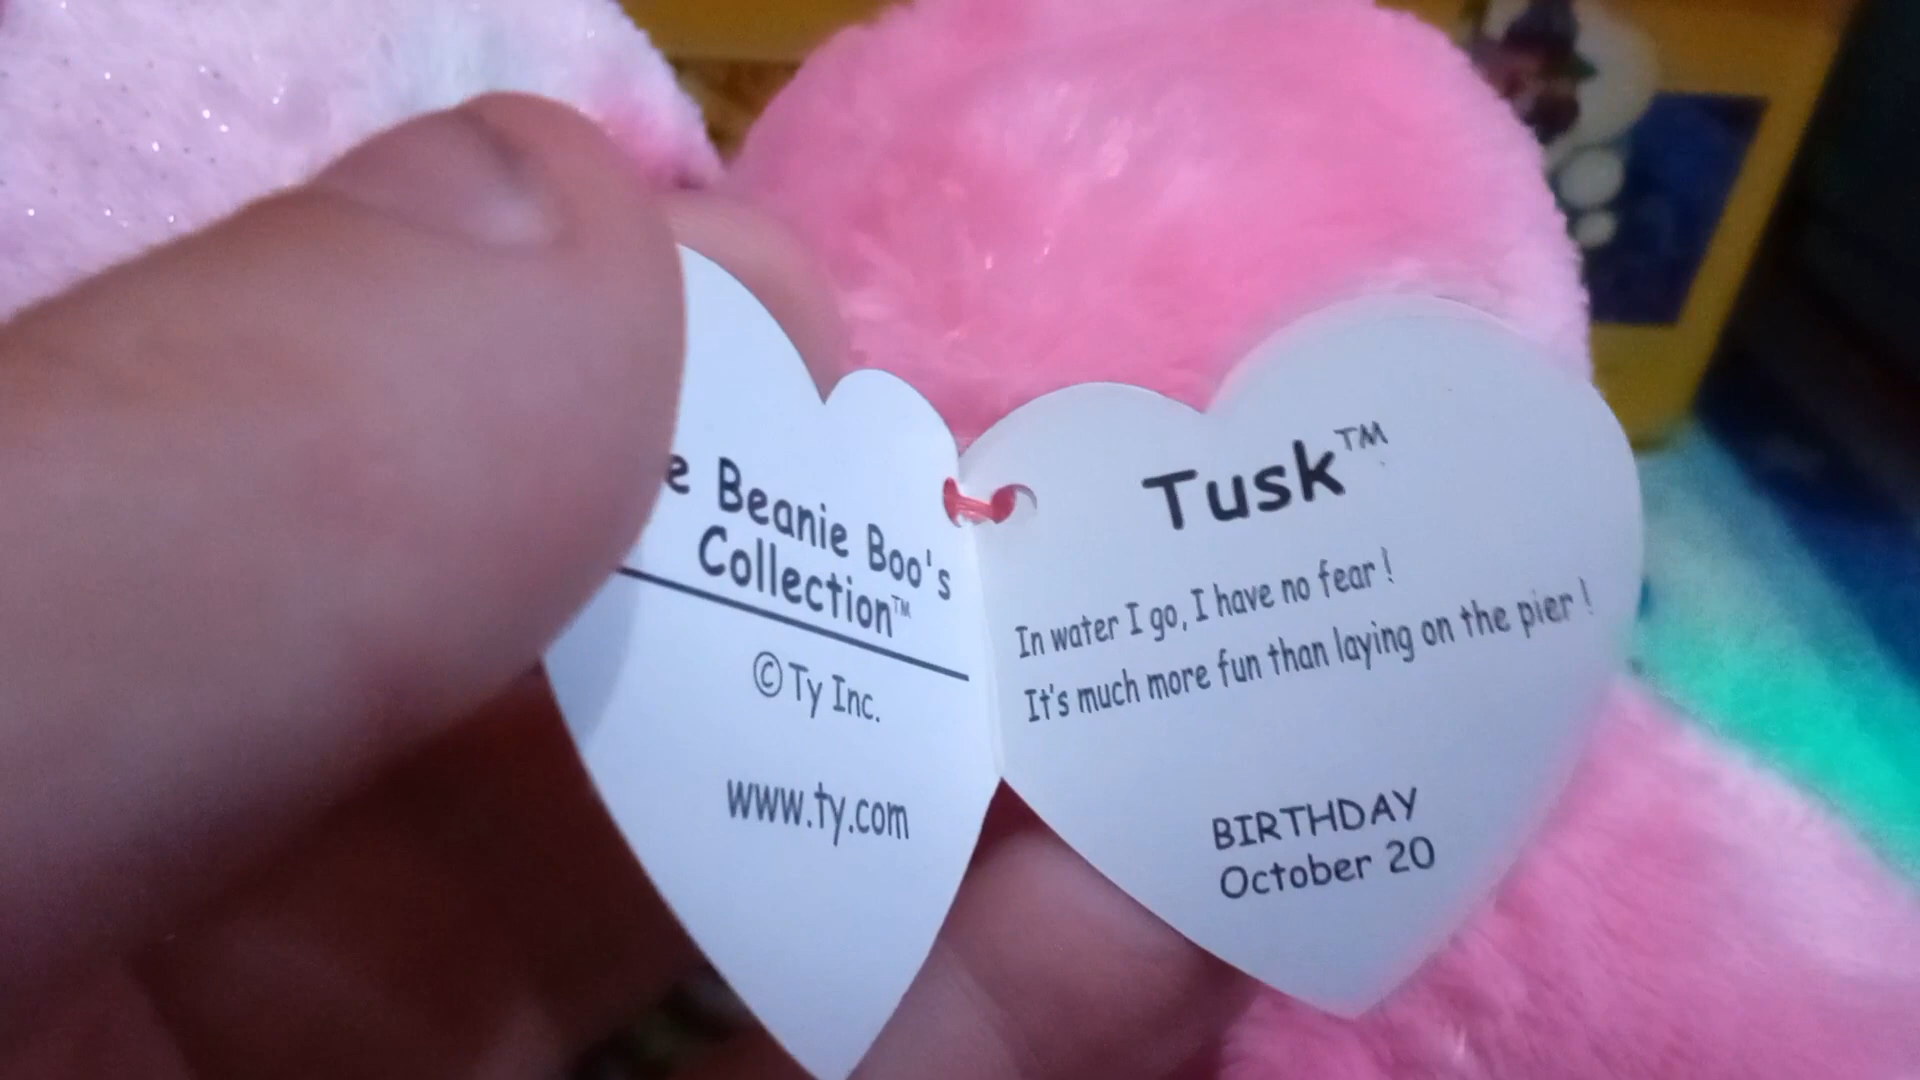 e Beanie Boo's
Collection™
© Ty Inc.
www.ty.com
Tusk™
In water I go, I have no fear !
It's much more fun than laying on the pier !
BIRTHDAY
October 20